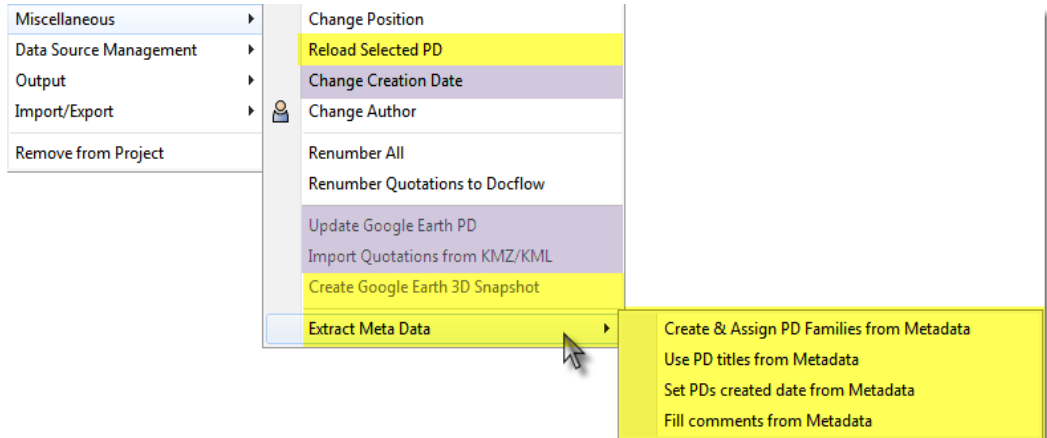 Miscellaneous
Data Source Management
Output
Import/Export
Remove from Project
Change Position
Reload Selected PD
Change Creation Date
Change Author
Renumber All
Renumber Quotations to Docflow
Update Google Earth PD
Import Quotations from KMZ/KML
Create Google Earth 3D Snapshot
Extract Meta Data
Create & Assign PD Families from Metadata
Use PD titles from Metadata
Set PDs created date from Metadata
Fill comments from Metadata